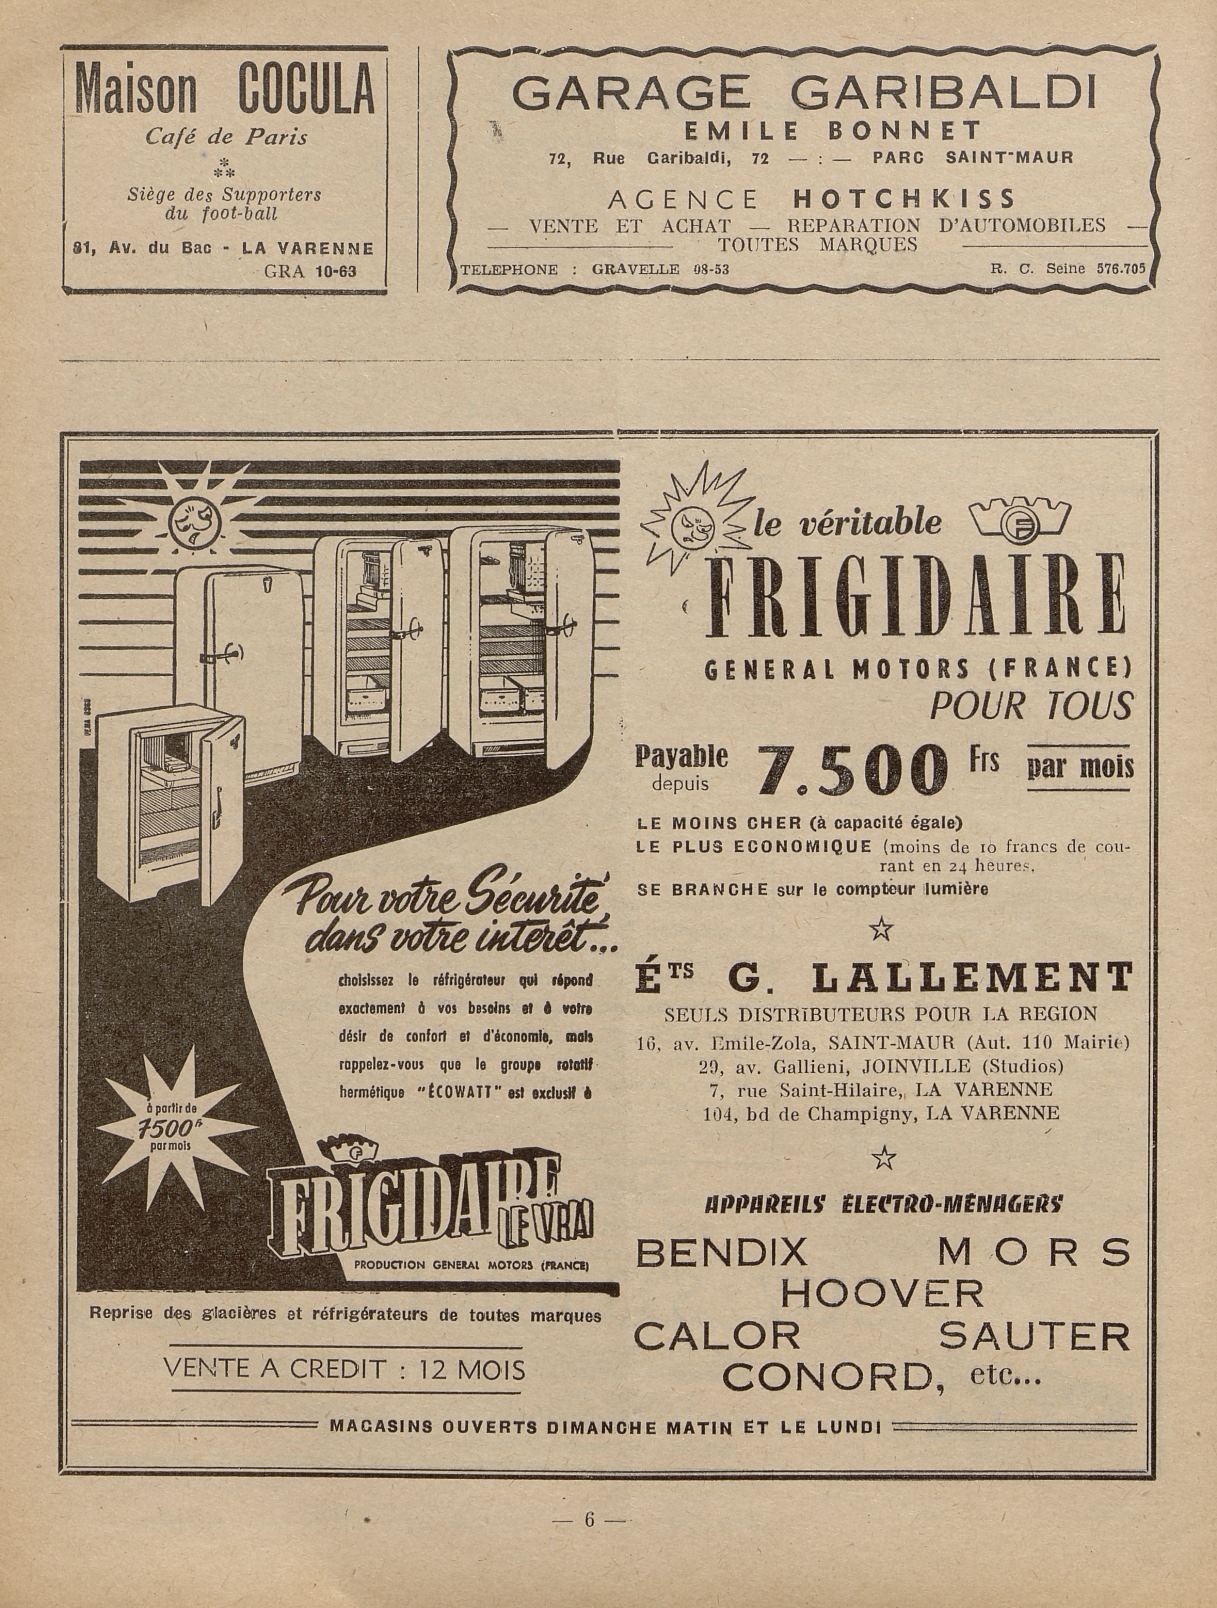 Maison COCULA
Café de Paris
Siège des Supporters
du foot-ball
81, Av. du Bac - LA VARENNE
GRA 10-63
GARAGE GARIBALDI
EMILE BONNET
72, Rue Garibaldi, 72 — : — PARC SAINT-MAUR
AGENCE HOTCHKISS
— VENTE ET ACHAT — REPARATION D'AUTOMOBILES —
TOUTES MARQUES
TELEPHONE : GRAVELLE 08-53 R. C. Seine 576.705
Pour votre Sécurité,
dans votre intérêt...
choisissez le réfrigérateur qui répond
exactement à vos besoins et à votre
désir de confort et d'économie, mais
rappelez-vous que le groupe rotatif
hermétique "ÉCOWATT" est exclusif à
à partir de
7500 frs
par mois
FRIGIDAIRE
LE VRAI
PRODUCTION GENERAL MOTORS (FRANCE)
Reprise des glacières et réfrigérateurs de toutes marques
VENTE A CREDIT : 12 MOIS
le véritable
F
FRIGIDAIRE
GENERAL MOTORS (FRANCE)
POUR TOUS
Payable depuis 7.500 Frs par mois
LE MOINS CHER (à capacité égale)
LE PLUS ECONOMIQUE (moins de 10 francs de cou-
rant en 24 heures.
SE BRANCHE sur le compteur lumière
☆
ÉTS G. LALLEMENT
SEULS DISTRIBUTEURS POUR LA REGION
16, av. Emile-Zola, SAINT-MAUR (Aut. 110 Mairie)
29, av. Gallieni, JOINVILLE (Studios)
7, rue Saint-Hilaire, LA VARENNE
104, bd de Champigny, LA VARENNE
☆
APPAREILS ÉLECTRO-MÉNAGERS
BENDIX MORS
HOOVER
CALOR SAUTER
CONORD, etc...
MAGASINS OUVERTS DIMANCHE MATIN ET LE LUNDI
— 6 —